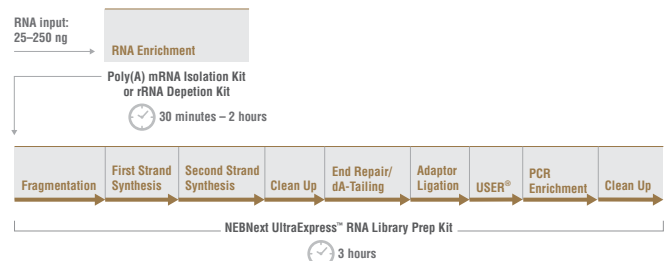 RNA input:
25–250 ng
RNA Enrichment
Poly(A) mRNA Isolation Kit
or rRNA Depetion Kit
30 minutes – 2 hours
Fragmentation
First Strand
Synthesis
Second Strand
Synthesis
Clean Up
End Repair/
dA-Tailing
Adaptor
Ligation
USER®
PCR
Enrichment
Clean Up
NEBNext UltraExpress™ RNA Library Prep Kit
3 hours